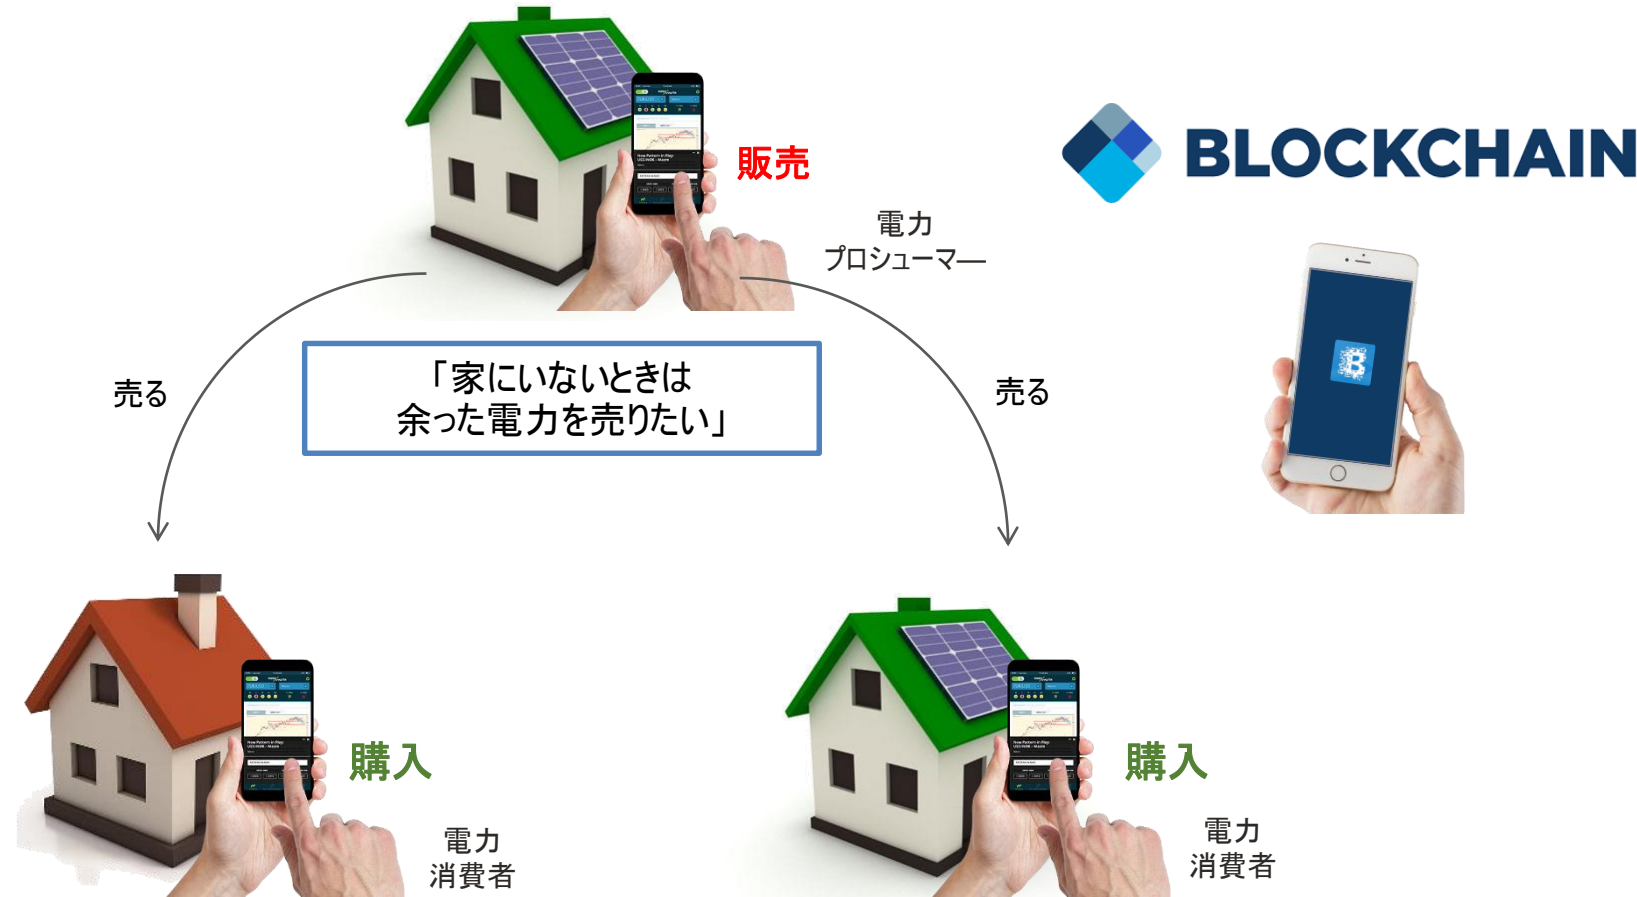 販売
BLOCKCHAIN
電力
プロシューマ―
「家にいないときは
余った電力を売りたい」
売る
売る
購入
電力
消費者
購入
電力
消費者